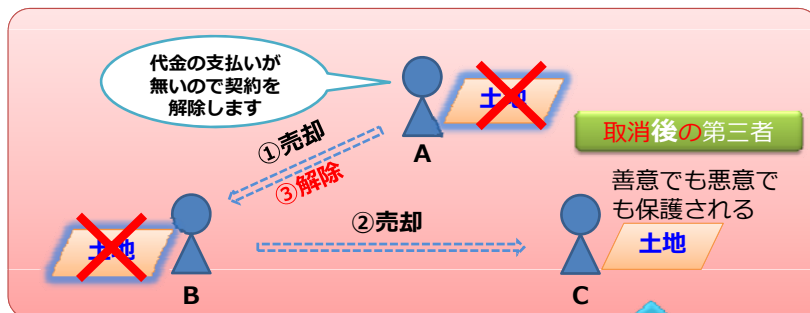 代金の支払いが
無いので契約を
解除します
土地
A
取消後の第三者
①売却
③解除
善意でも悪意で
も保護される
土地
B
②売却
C
土地